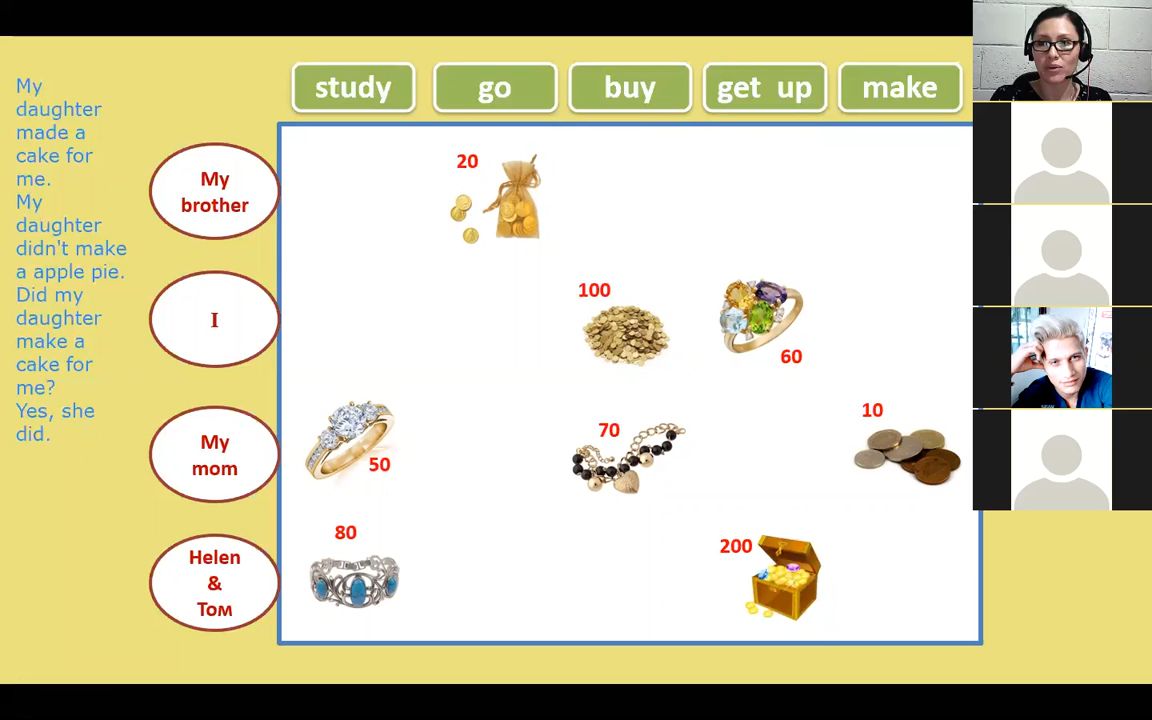 study go buy get up make
My
daughter
made a
cake for
me.
My
daughter
didn't make
a apple pie.
Did my
daughter
make a
cake for
me?
Yes, she
did.
My
brother
20
I
100
60
My
mom
50
70
10
Helen
&
Том
80
200